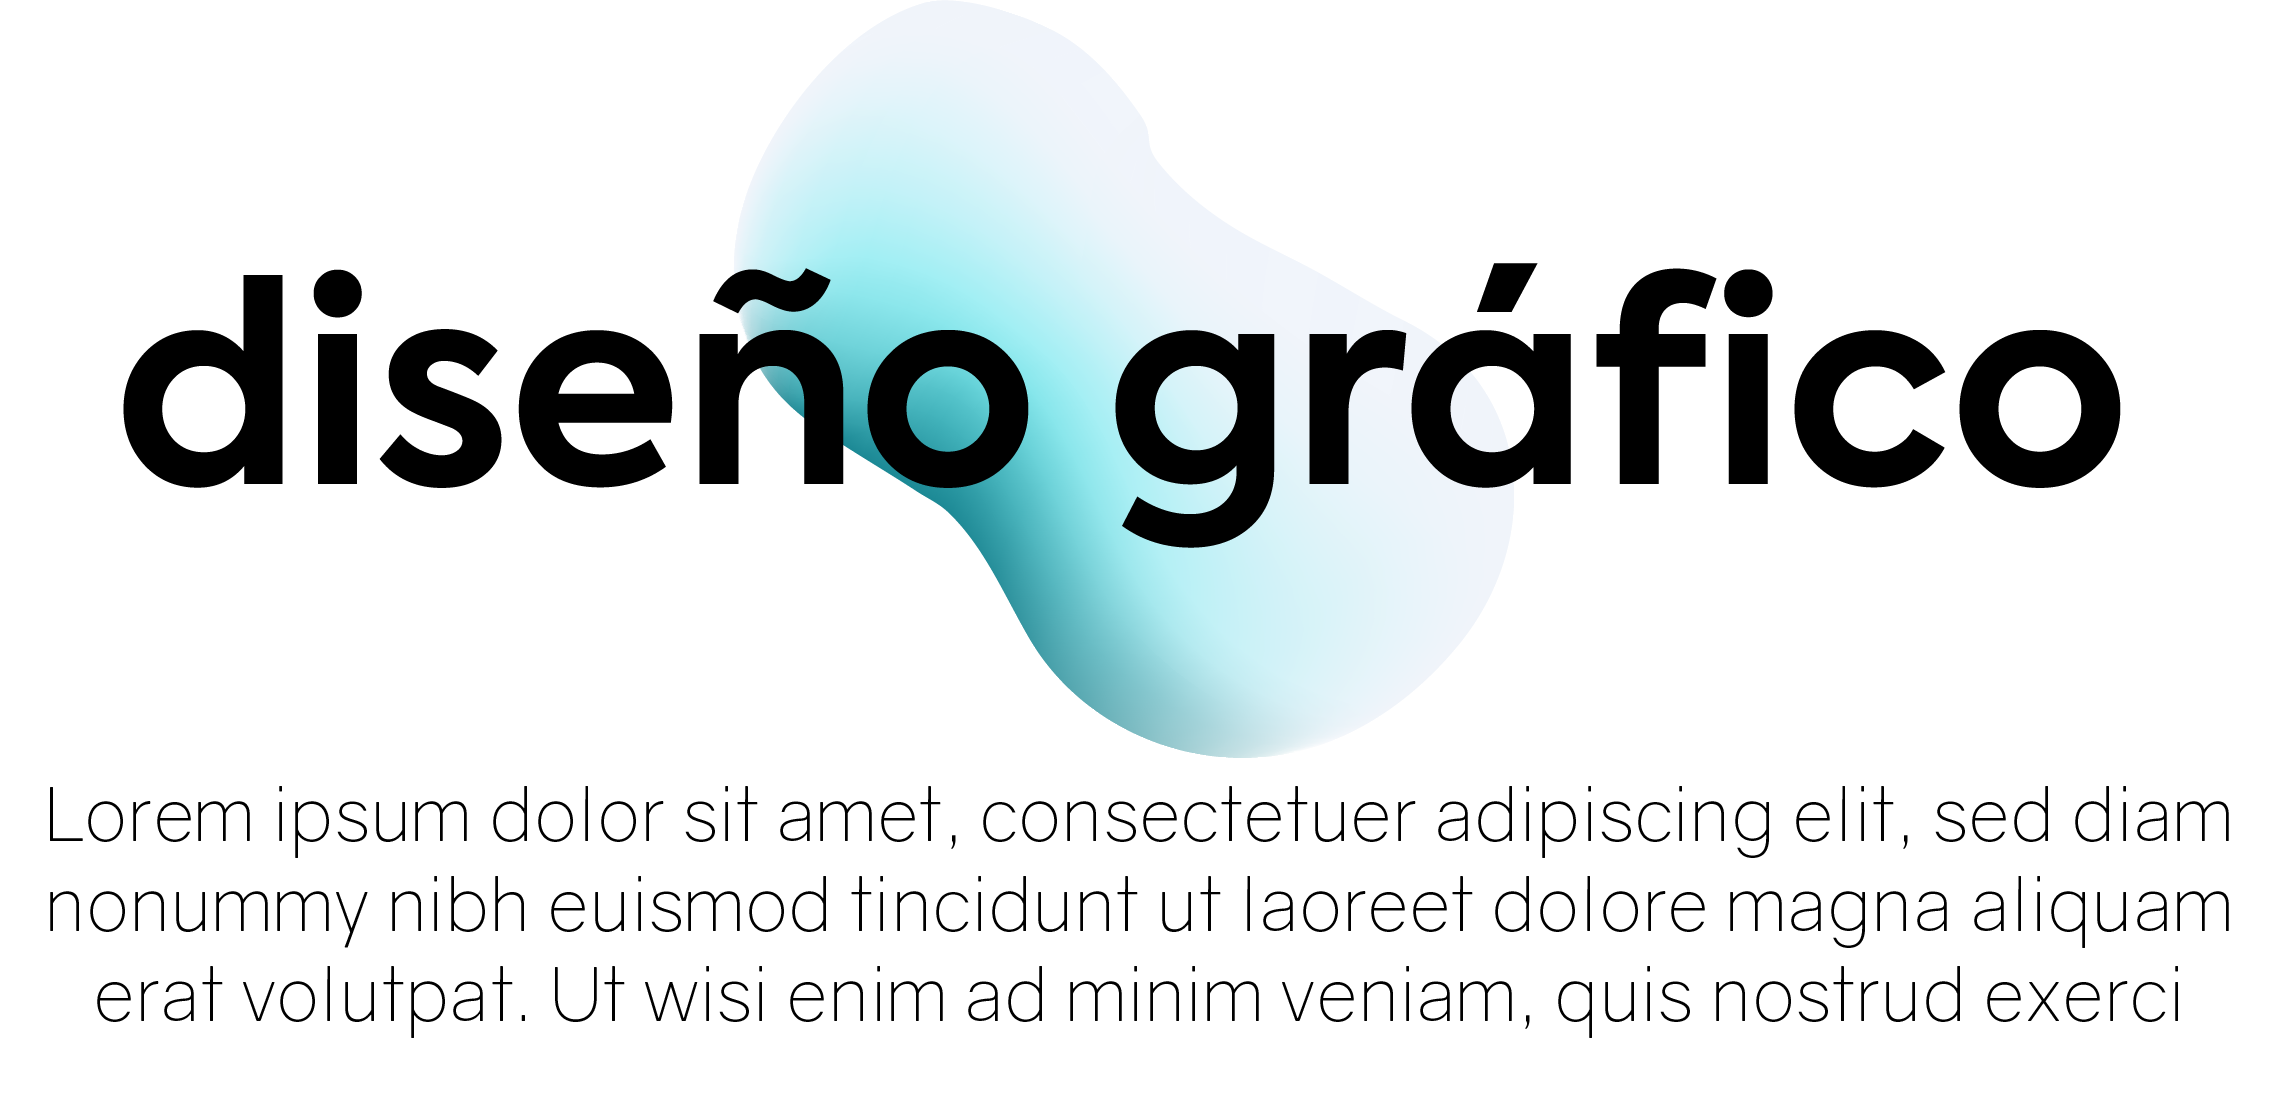 diseño gráfico
Lorem ipsum dolor sit amet, consectetuer adipiscing elit, sed diam
nonummy nibh euismod tincidunt ut laoreet dolore magna aliquam
erat volutpat. Ut wisi enim ad minim veniam, quis nostrud exerci